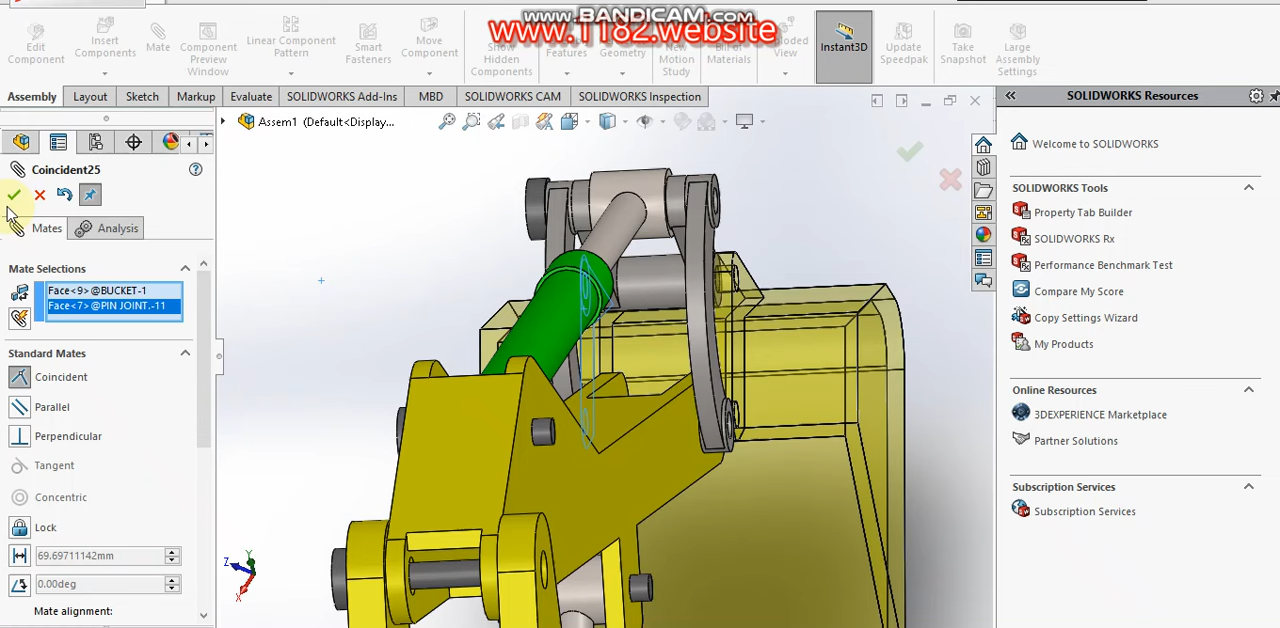 www.BANDICAM.com
www.1182.website
Edit Component
Insert Components
Mate
Component Preview Window
Linear Component Pattern
Smart Fasteners
Move Component
Show Hidden Components
Features
Geometry
New Motion Study
Bill of Materials
Exploded View
Instant3D
Update Speedpak
Take Snapshot
Large Assembly Settings
Assembly
Layout
Sketch
Markup
Evaluate
SOLIDWORKS Add-Ins
MBD
SOLIDWORKS CAM
SOLIDWORKS Inspection
Assem1 (Default<Display...
Coincident25
Mates
Analysis
Mate Selections
Face<9>@BUCKET-1
Face<7>@PIN JOINT.-11
Standard Mates
Coincident
Parallel
Perpendicular
Tangent
Concentric
Lock
69.69711142mm
0.00deg
Mate alignment:
Z
Y
X
SOLIDWORKS Resources
Welcome to SOLIDWORKS
SOLIDWORKS Tools
Property Tab Builder
SOLIDWORKS Rx
Performance Benchmark Test
Compare My Score
Copy Settings Wizard
My Products
Online Resources
3DEXPERIENCE Marketplace
Partner Solutions
Subscription Services
Subscription Services